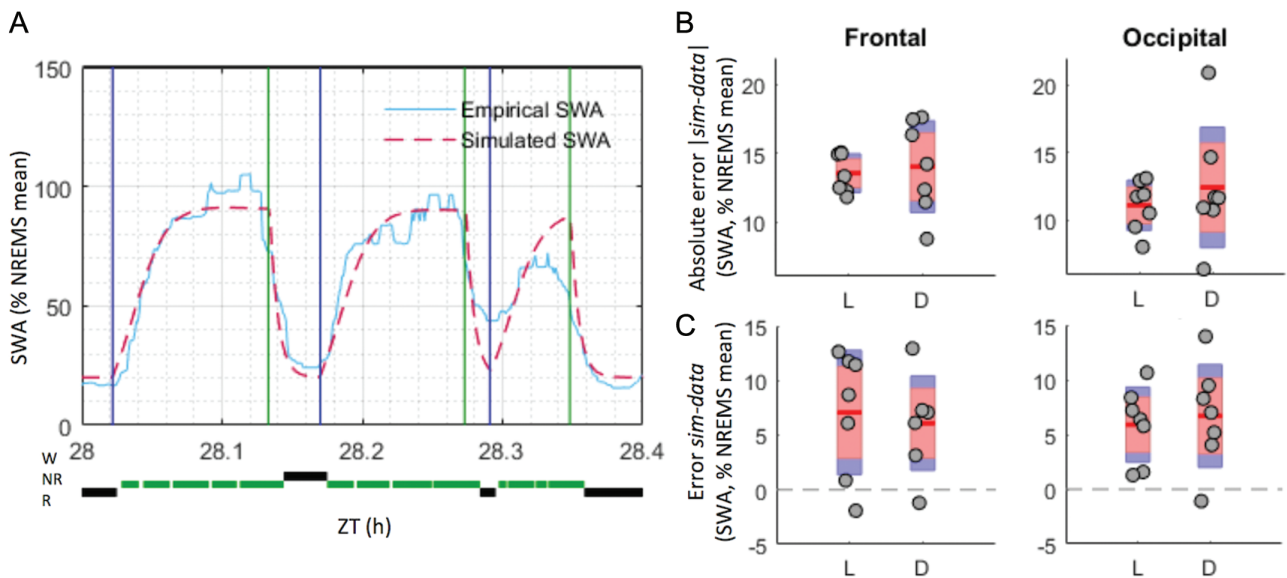 A
150
100
50
0
SWA (% NREMS mean)
Empirical SWA
Simulated SWA
28
28.1
28.2
28.3
28.4
W
NR
R
ZT (h)
B
Frontal
Occipital
Absolute error |sim-data|
(SWA, % NREMS mean)
20
15
10
L
D
20
15
10
L
D
C
Error sim-data
(SWA, % NREMS mean)
15
10
5
0
-5
L
D
15
10
5
0
-5
L
D